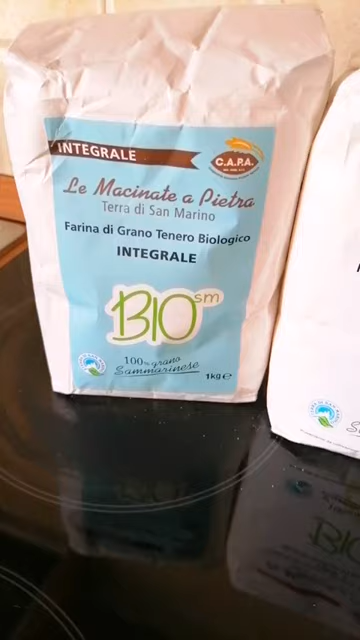 INTEGRALE
C.A.P.A.
Le Macinate a Pietra
Terra di San Marino
Farina di Grano Tenero Biologico
INTEGRALE
BIO sm
100% grano
Sammarinese
1kg e